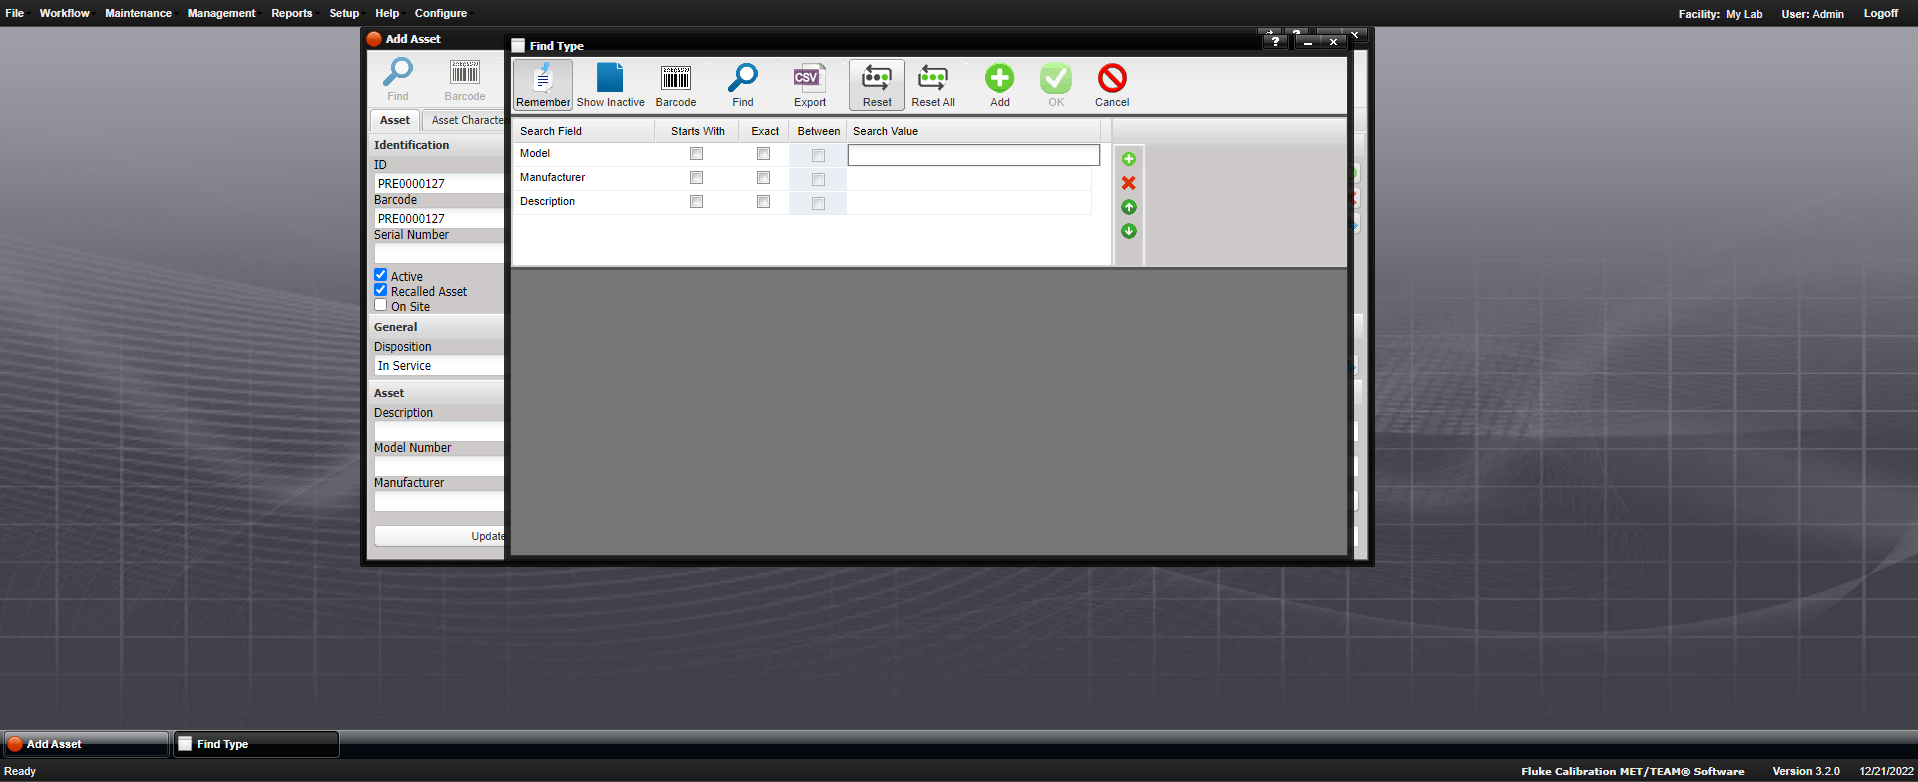 File Workflow Maintenance Management Reports Setup Help Configure Facility: My Lab User: Admin Logoff
Add Asset
Find Type
Find
Barcode
Remember Show Inactive Barcode Find CSV Export Reset Reset All Add OK Cancel
Asset
Asset Character
Search Field Starts With Exact Between Search Value
Model
Manufacturer
Description
Identification
ID
PRE0000127
Barcode
PRE0000127
Serial Number
Active
Recalled Asset
On Site
General
Disposition
In Service
Asset
Description
Model Number
Manufacturer
Update
Add Asset Find Type
Ready Fluke Calibration MET/TEAM® Software Version 3.2.0 12/21/2022